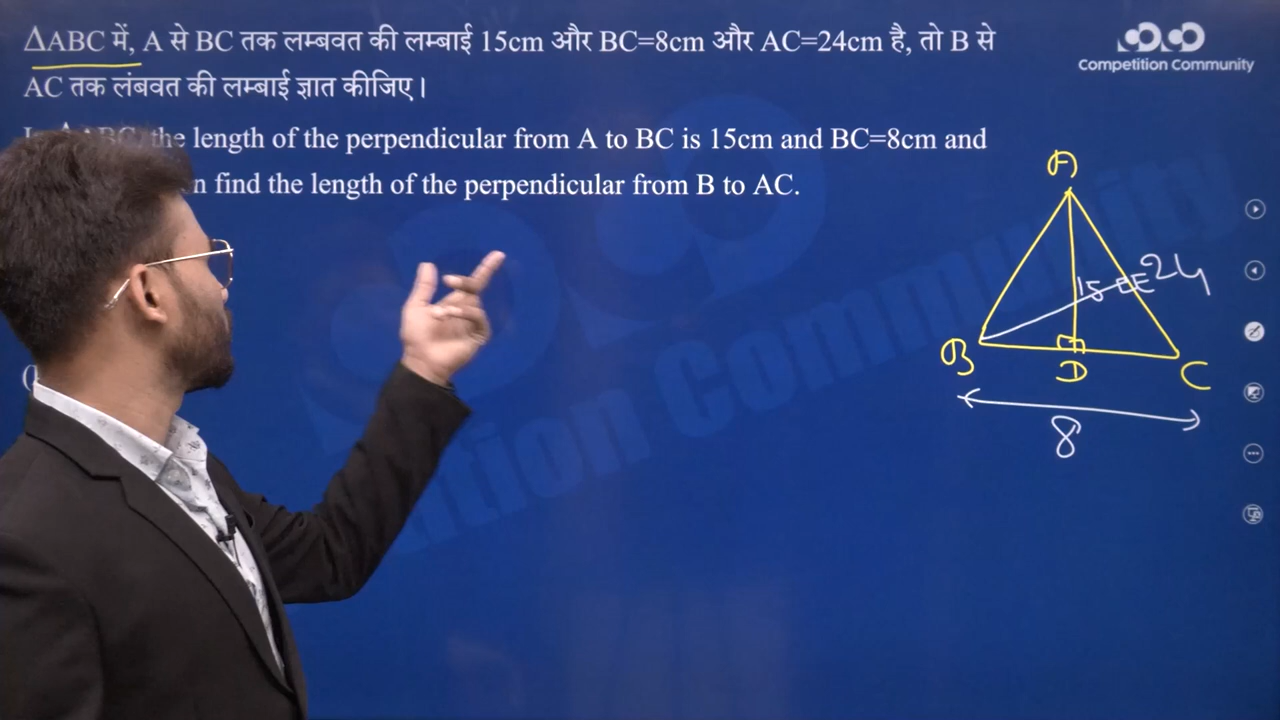 ΔABC में, A से BC तक लम्बवत की लम्बाई 15cm और BC=8cm और AC=24cm है, तो B से
AC तक लंबवत की लम्बाई ज्ञात कीजिए।
the length of the perpendicular from A to BC is 15cm and BC=8cm and
find the length of the perpendicular from B to AC.
Competition Community
A
15 E 24
B D C
8